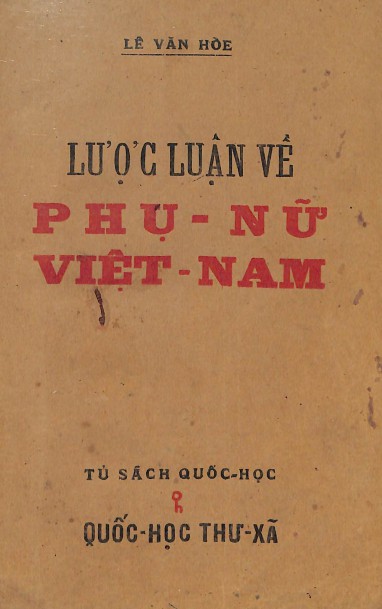 LÊ VĂN HÒE
LƯỢC LUẬN VỀ
PHỤ-NỮ
VIỆT-NAM
TỦ SÁCH QUỐC-HỌC
QUỐC-HỌC THƯ-XÃ